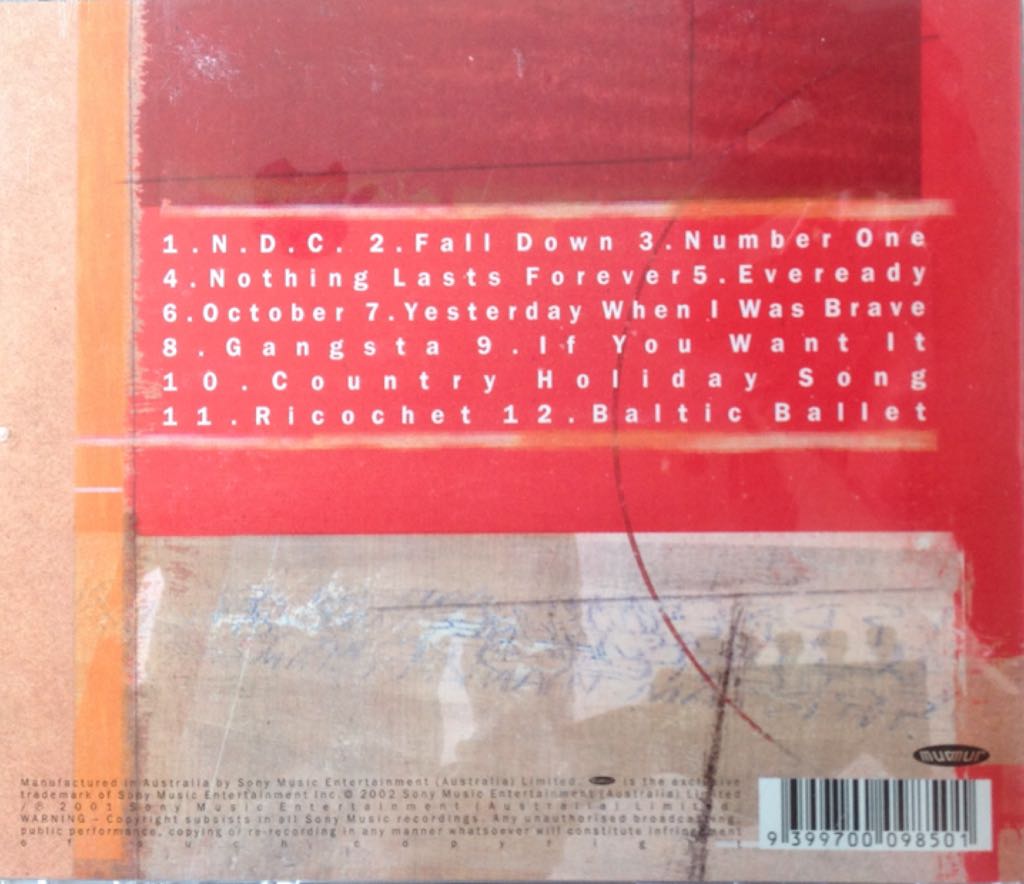 1.N.D.C. 2.Fall Down 3.Number One
4.Nothing Lasts Forever5.Eveready
6.October 7.Yesterday When I Was Brave
8.Gangsta 9.If You Want It
10.Country Holiday Song
11.Ricochet 12.Baltic Ballet
murmur
Manufactured in Australia by Sony Music Entertainment (Australia) Limited. is the exclusive
trademark of Sony Music Entertainment Inc © 2002 Sony Music Entertainment (Australia) Limited
/ ℗ 2001 Sony Music Entertainment (Australia) Limited
WARNING – Copyright subsists in all Sony Music recordings. Any unauthorised broadcasting,
public performance, copying or re-recording in any manner whatsoever will constitute infringement
of such copyright
9 399700 098501